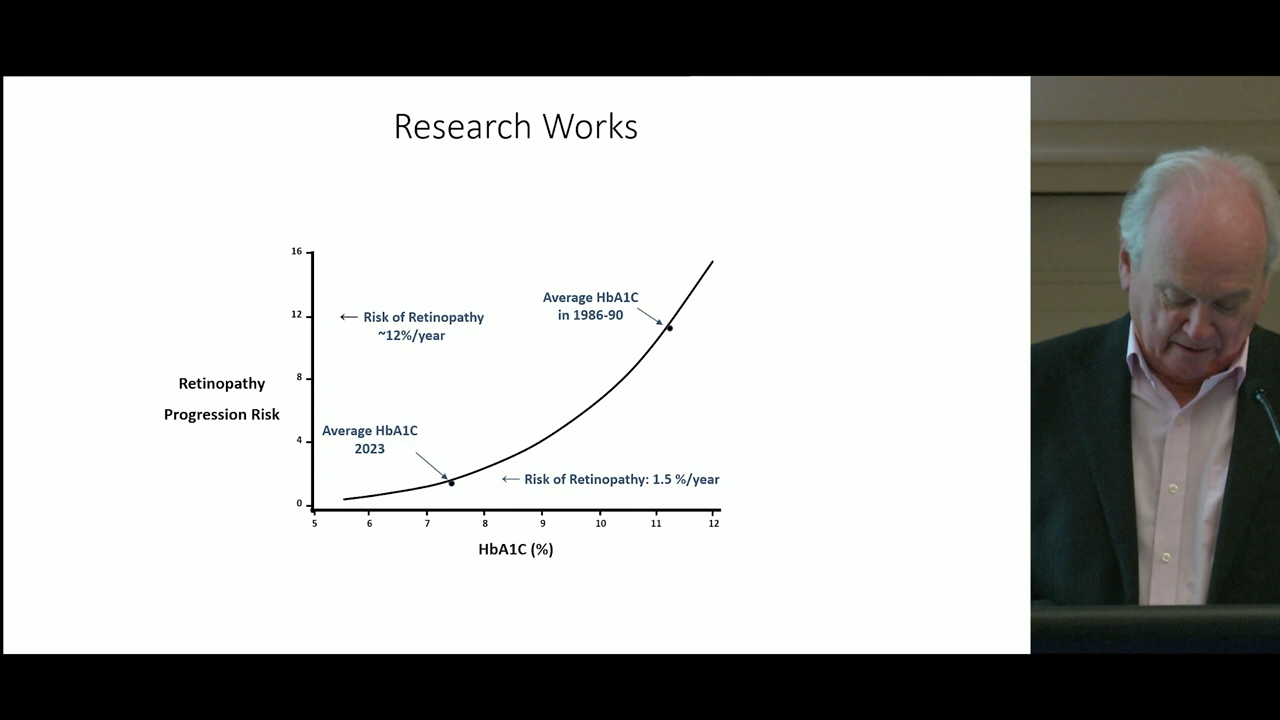 Research Works
16
12
8
4
0
← Risk of Retinopathy
~12%/year
Average HbA1C
in 1986-90
Retinopathy
Progression Risk
Average HbA1C
2023
← Risk of Retinopathy: 1.5 %/year
5 6 7 8 9 10 11 12
HbA1C (%)